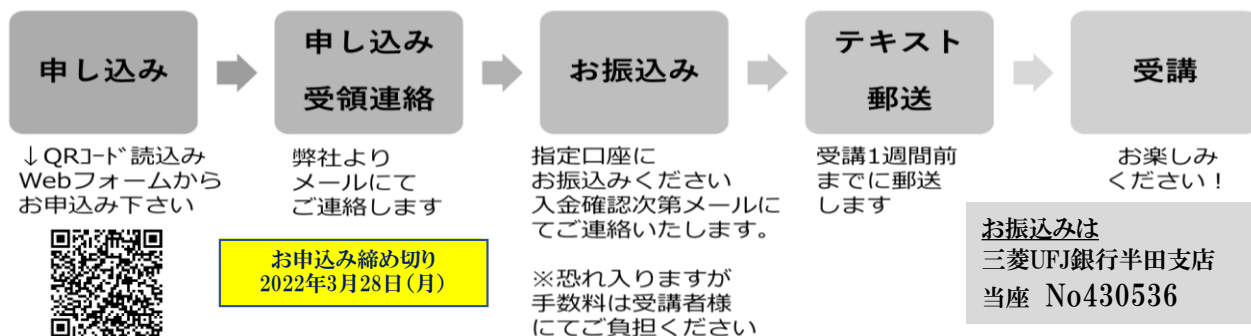 申し込み
↓QRｺｰﾄﾞ読込み
Webフォームから
お申込み下さい
申し込み
受領連絡
弊社より
メールにて
ご連絡します
お申込み締め切り
2022年3月28日（月）
お振込み
指定口座に
お振込みください
入金確認次第メールに
てご連絡いたします。
※恐れ入りますが
手数料は受講者様
にてご負担ください
テキスト
郵送
受講1週間前
までに郵送
します
受講
お楽しみ
ください！
お振込みは
三菱UFJ銀行半田支店
当座 No430536